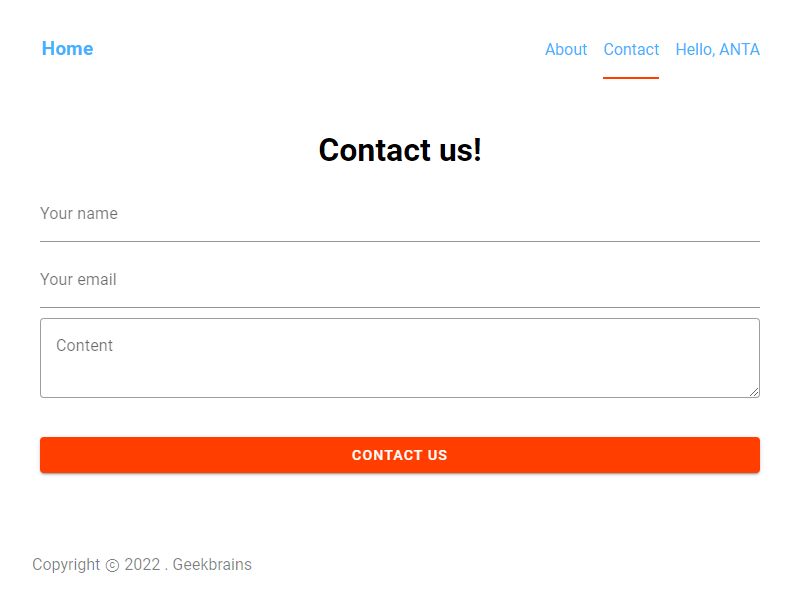 Home About Contact Hello, ANTA
Contact us!
Your name
Your email
Content
CONTACT US
Copyright © 2022 . Geekbrains